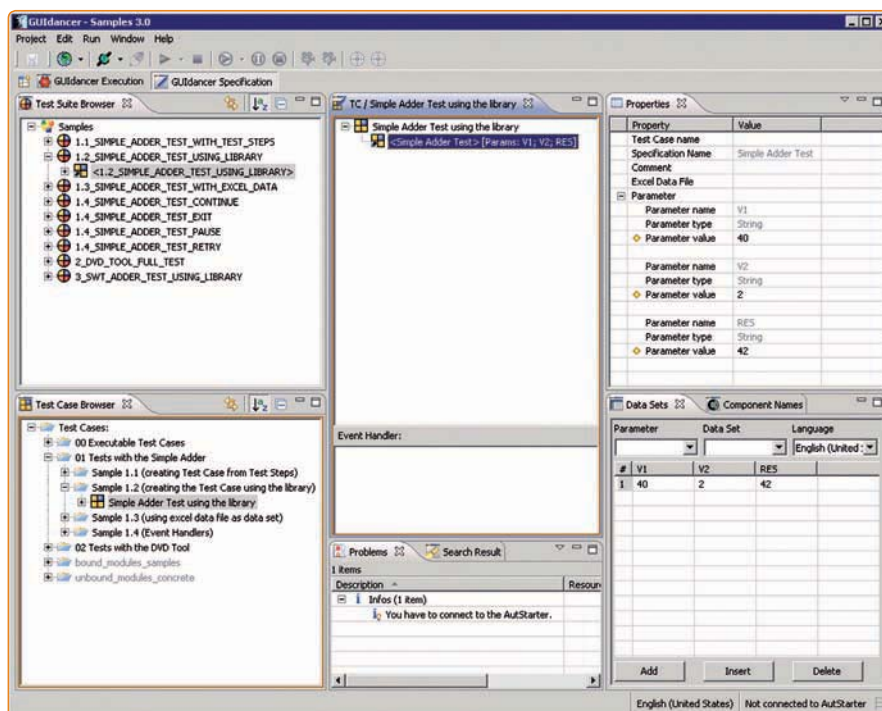 GUIdancer - Samples 3.0
Project Edit Run Window Help
GUIdancer Execution GUIdancer Specification
Test Suite Browser
Samples
1.1_SIMPLE_ADDER_TEST_WITH_TEST_STEPS
1.2_SIMPLE_ADDER_TEST_USING_LIBRARY
<1.2_SIMPLE_ADDER_TEST_USING_LIBRARY>
1.3_SIMPLE_ADDER_TEST_WITH_EXCEL_DATA
1.4_SIMPLE_ADDER_TEST_CONTINUE
1.4_SIMPLE_ADDER_TEST_EXIT
1.4_SIMPLE_ADDER_TEST_PAUSE
1.4_SIMPLE_ADDER_TEST_RETRY
2_DVD_TOOL_FULL_TEST
3_SWT_ADDER_TEST_USING_LIBRARY
Test Case Browser
Test Cases:
00 Executable Test Cases
01 Tests with the Simple Adder
Sample 1.1 (creating Test Case from Test Steps)
Sample 1.2 (creating the Test Case using the library)
Simple Adder Test using the library
Sample 1.3 (using excel data file as data set)
Sample 1.4 (Event Handlers)
02 Tests with the DVD Tool
bound_modules_samples
unbound_modules_concrete
TC / Simple Adder Test using the library
Simple Adder Test using the library
<Simple Adder Test> [Params: V1; V2; RES]
Event Handler:
Problems Search Result
1 items
Description Resour
Infos (1 item)
You have to connect to the AutStarter.
Properties
Property Value
Test Case name
Specification Name Simple Adder Test
Comment
Excel Data File
Parameter
Parameter name V1
Parameter type String
Parameter value 40
Parameter name V2
Parameter type String
Parameter value 2
Parameter name RES
Parameter type String
Parameter value 42
Data Sets Component Names
Parameter Data Set Language
English (United :
# V1 V2 RES
1 40 2 42
Add Insert Delete
English (United States) Not connected to AutStarter